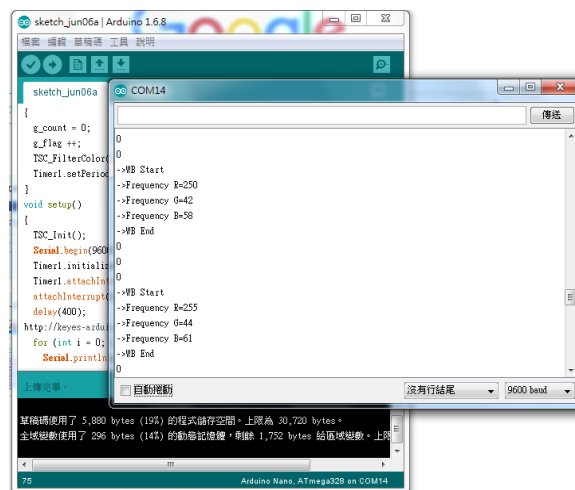 sketch_jun06a | Arduino 1.6.8
檔案 編輯 草稿碼 工具 說明
sketch_jun06a
{
g_count = 0;
g_flag ++;
TSC_FilterColor(
Timer1.setPeriod
}
void setup()
{
TSC_Init();
Serial.begin(960
Timer1.initializ
Timer1.attachInt
attachInterrupt(
delay(400);
http://keyes-ardui
for (int i = 0;
Serial.println
上傳完畢。
COM14
傳送
0
0
->WB Start
->Frequency R=250
->Frequency G=42
->Frequency B=58
->WB End
0
0
0
->WB Start
->Frequency R=255
->Frequency G=44
->Frequency B=61
->WB End
0
自動捲動
沒有行結尾
9600 baud
草稿碼使用了 5,880 bytes (19%) 的程式儲存空間。上限為 30,720 bytes。
全域變數使用了 296 bytes (14%) 的動態記憶體，剩餘 1,752 bytes 給區域變數。上限
75
Arduino Nano, ATmega328 on COM14